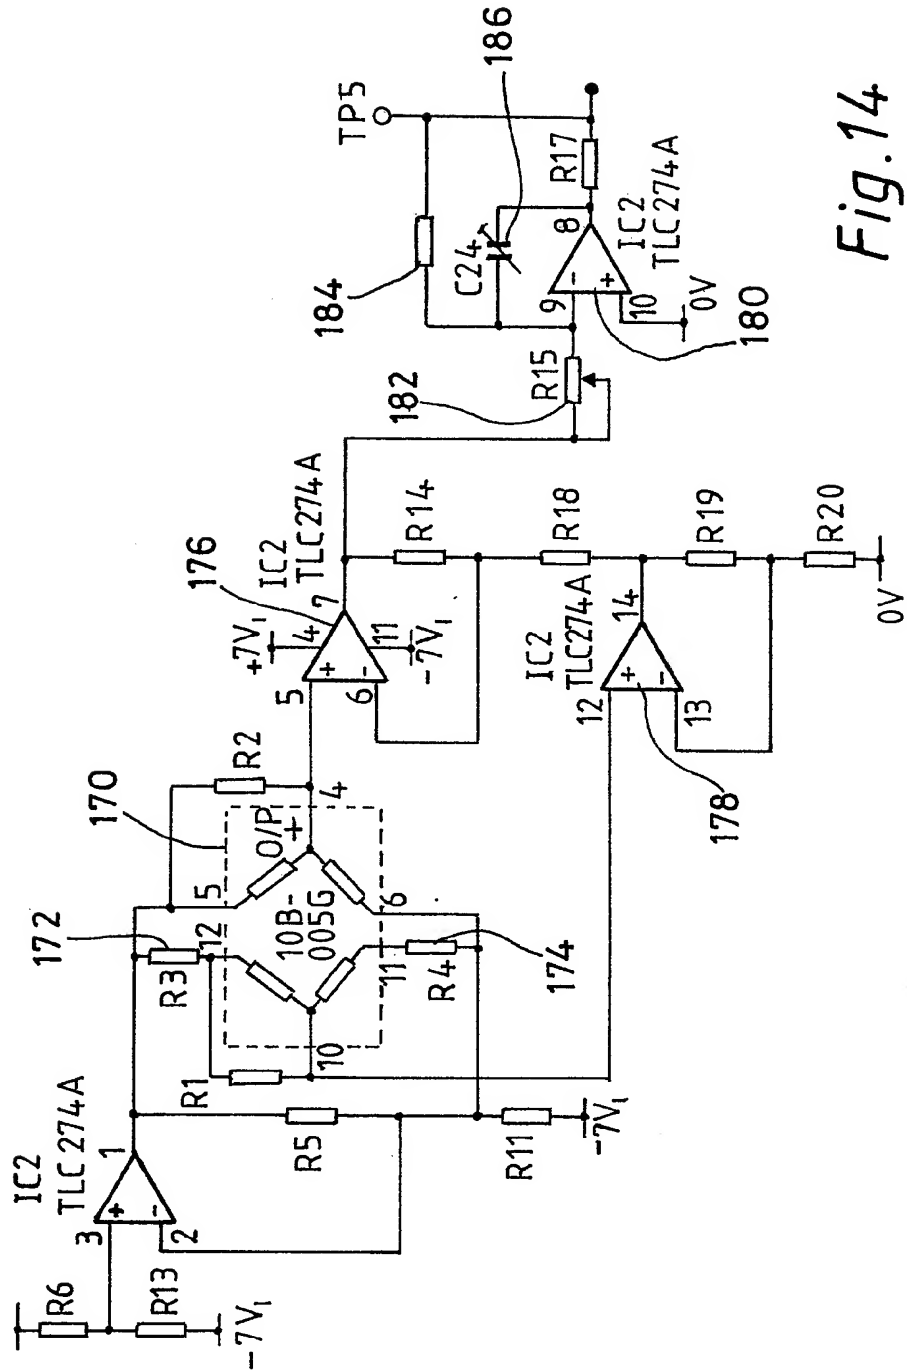 IC2
TLC274A
3
2
1
R6
R13
-7V₁
172
R3
R1
R5
R11
-7V₁
170
5
12
O/P
+
10B-
005G
10
11
6
4
R4
174
R2
176
IC2
TLC274A
+7V₁
4
5
6
7
11
-7V₁
R14
R18
R19
R20
0V
IC2
TLC274A
12
13
14
178
182
R15
184
C24
186
9
10
8
0V
180
IC2
TLC274A
R17
TP5
Fig.14